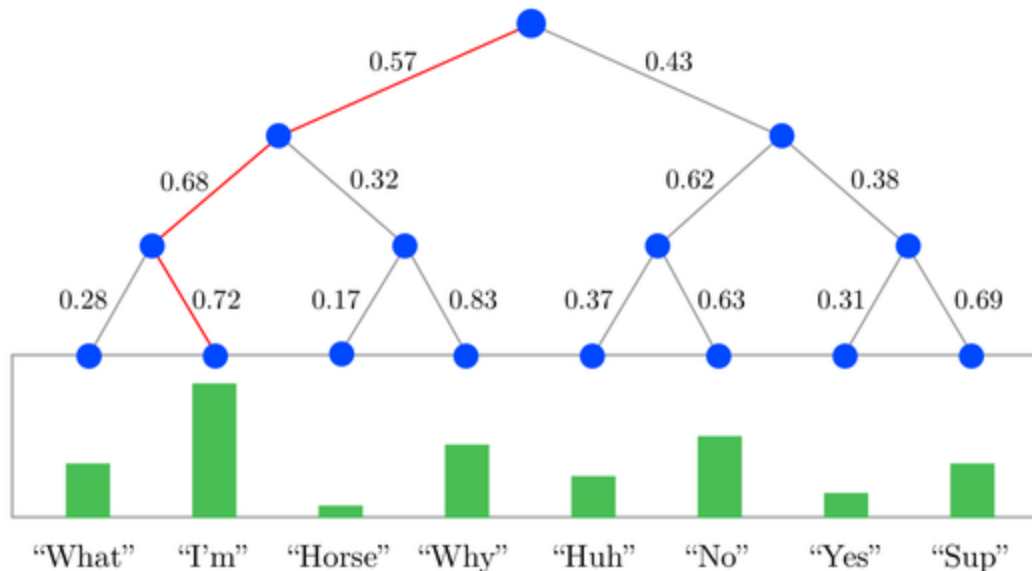 0.57 0.43
0.68 0.32 0.62 0.38
0.28 0.72 0.17 0.83 0.37 0.63 0.31 0.69
“What” “I’m” “Horse” “Why” “Huh” “No” “Yes” “Sup”